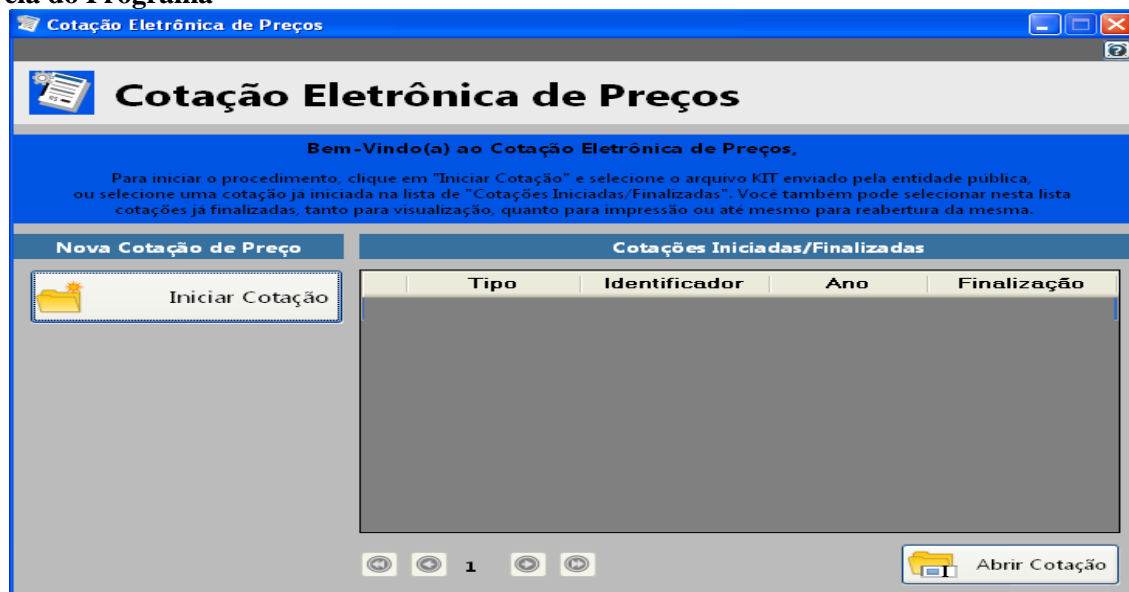 do Programa
Cotação Eletrônica de Preços
Cotação Eletrônica de Preços
Bem-Vindo(a) ao Cotação Eletrônica de Preços,
Para iniciar o procedimento, clique em "Iniciar Cotação" e selecione o arquivo KIT enviado pela entidade pública,
ou selecione uma cotação já iniciada na lista de "Cotações Iniciadas/Finalizadas". Você também pode selecionar nesta lista
cotações já finalizadas, tanto para visualização, quanto para impressão ou até mesmo para reabertura da mesma.
Nova Cotação de Preço
Cotações Iniciadas/Finalizadas
Iniciar Cotação
Tipo Identificador Ano Finalização
1
Abrir Cotação